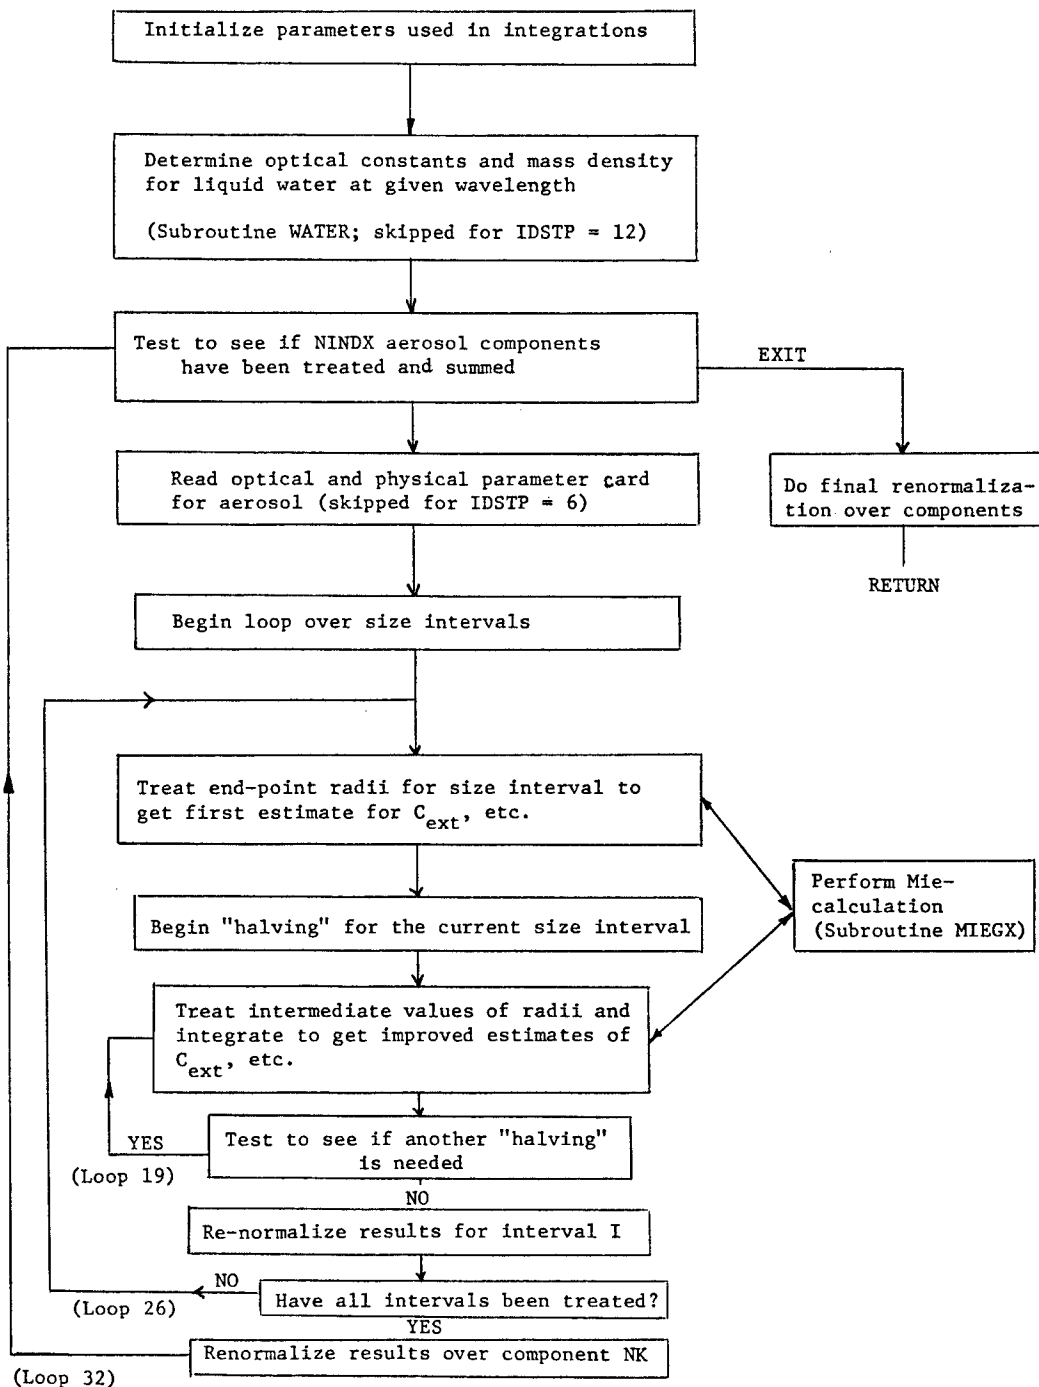 Initialize parameters used in integrations
Determine optical constants and mass density
for liquid water at given wavelength
(Subroutine WATER; skipped for IDSTP = 12)
Test to see if NINDX aerosol components
have been treated and summed
EXIT
Read optical and physical parameter card
for aerosol (skipped for IDSTP = 6)
Do final renormaliza-
tion over components
RETURN
Begin loop over size intervals
Treat end-point radii for size interval to
get first estimate for Cext, etc.
Perform Mie-
calculation
(Subroutine MIEGX)
Begin "halving" for the current size interval
Treat intermediate values of radii and
integrate to get improved estimates of
Cext, etc.
YES
(Loop 19)
Test to see if another "halving"
is needed
NO
Re-normalize results for interval I
NO
(Loop 26)
Have all intervals been treated?
YES
Renormalize results over component NK
(Loop 32)